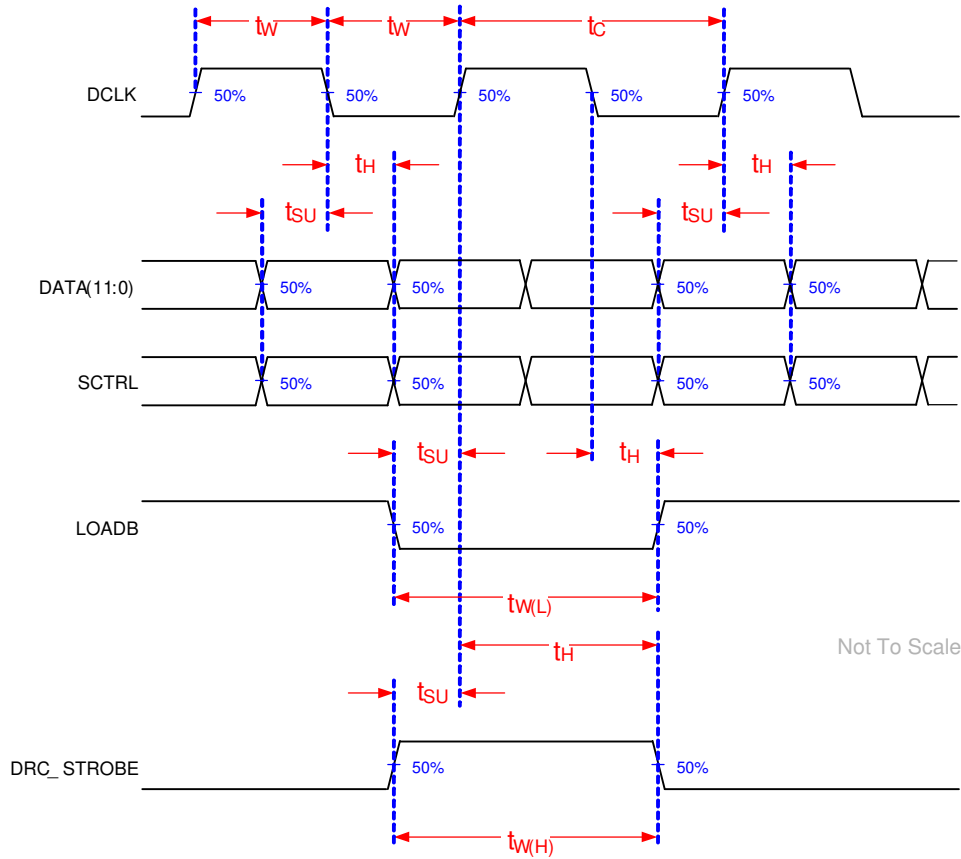 tW tW tC
DCLK 50% 50% 50% 50% 50%
tH tH
tSU tSU
DATA(11:0) 50% 50% 50% 50%
SCTRL 50% 50% 50% 50%
tSU tH
LOADB 50% 50%
tW(L)
tH Not To Scale
tSU
DRC_ STROBE 50% 50%
tW(H)